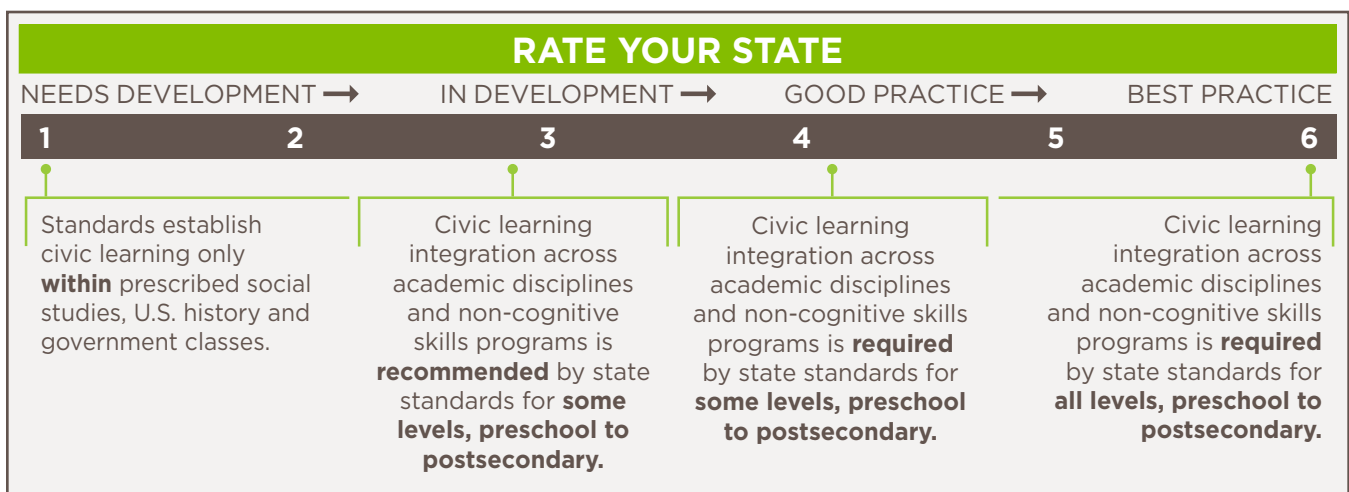 RATE YOUR STATE
NEEDS DEVELOPMENT → IN DEVELOPMENT → GOOD PRACTICE → BEST PRACTICE
1 2 3 4 5 6
Standards establish
civic learning only
within prescribed social
studies, U.S. history and
government classes.
Civic learning
integration across
academic disciplines
and non-cognitive
skills programs is
recommended by state
standards for some
levels, preschool to
postsecondary.
Civic learning
integration across
academic disciplines
and non-cognitive skills
programs is required
by state standards for
some levels, preschool
to postsecondary.
Civic learning
integration across
academic disciplines
and non-cognitive skills
programs is required
by state standards for
all levels, preschool to
postsecondary.